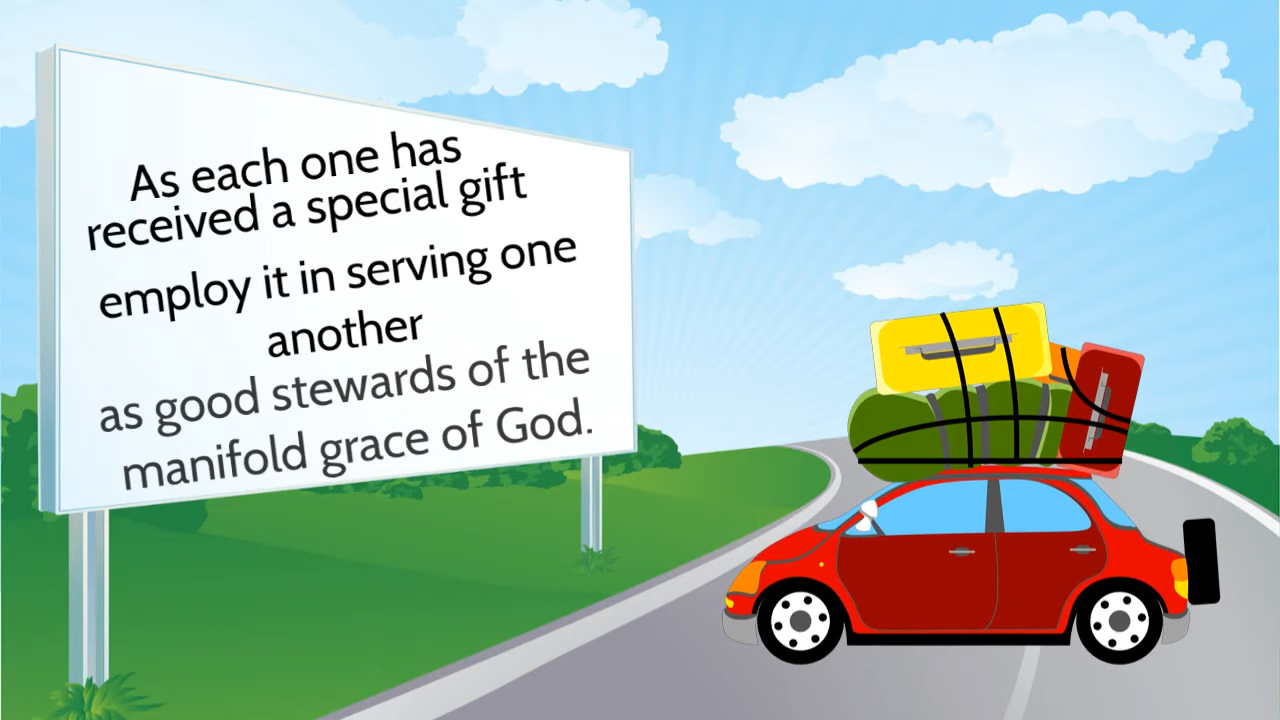 As each one has
received a special gift
employ it in serving one
another
as good stewards of the
manifold grace of God.